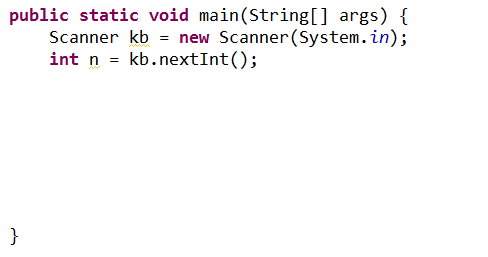 public static void main(String[] args) {
    Scanner kb = new Scanner(System.in);
    int n = kb.nextInt();
}